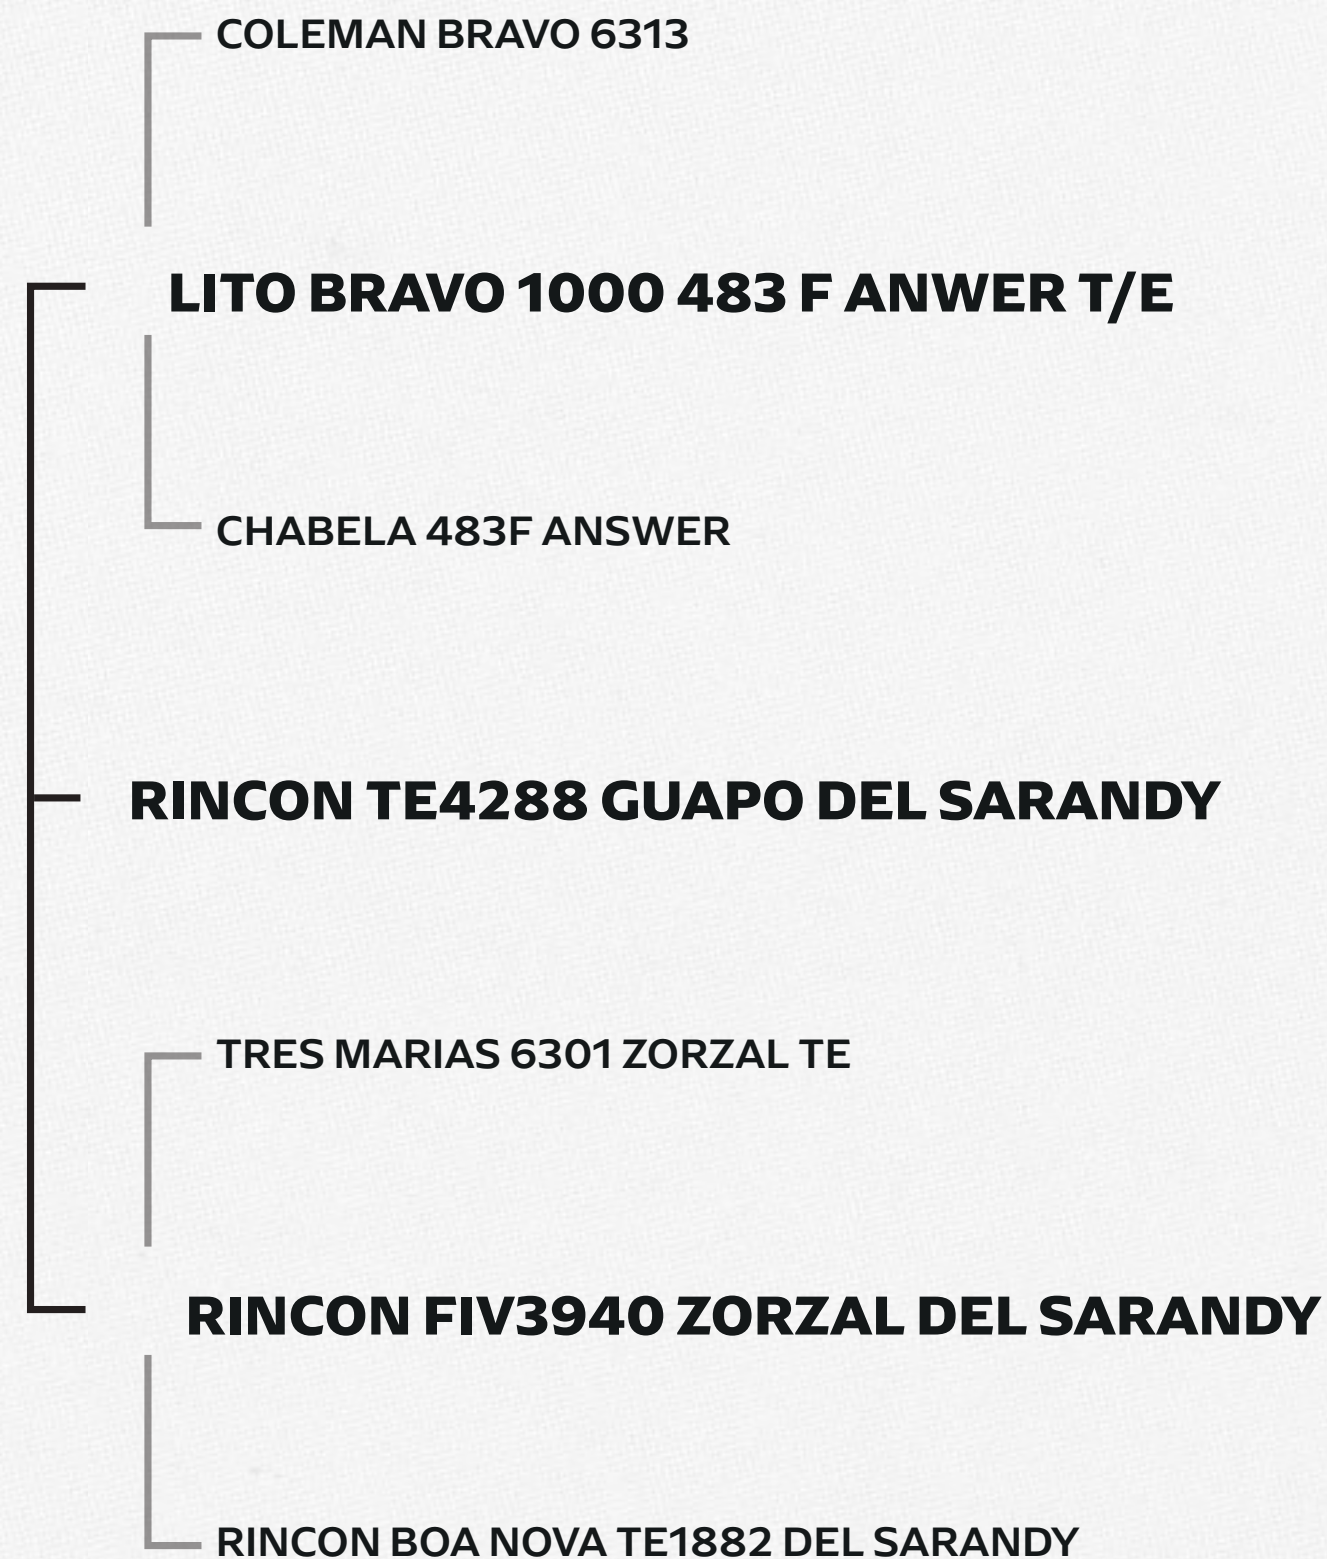 COLEMAN BRAVO 6313
LITO BRAVO 1000 483 F ANWER T/E
CHABELA 483F ANSWER
RINCON TE4288 GUAPO DEL SARANDY
TRES MARIAS 6301 ZORZAL TE
RINCON FIV3940 ZORZAL DEL SARANDY
RINCON BOA NOVA TE1882 DEL SARANDY